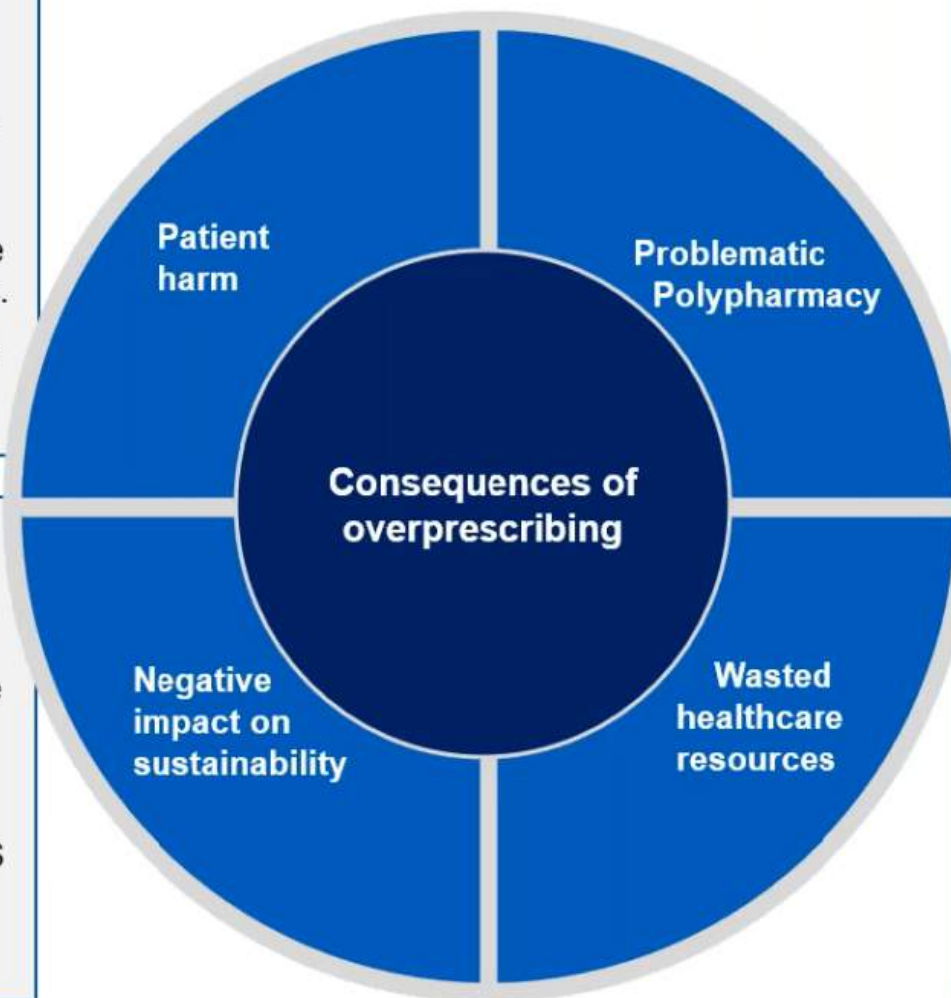 Patient
harm
Problematic
Polypharmacy
Consequences of
overprescribing
Negative
impact on
sustainability
Wasted
healthcare
resources